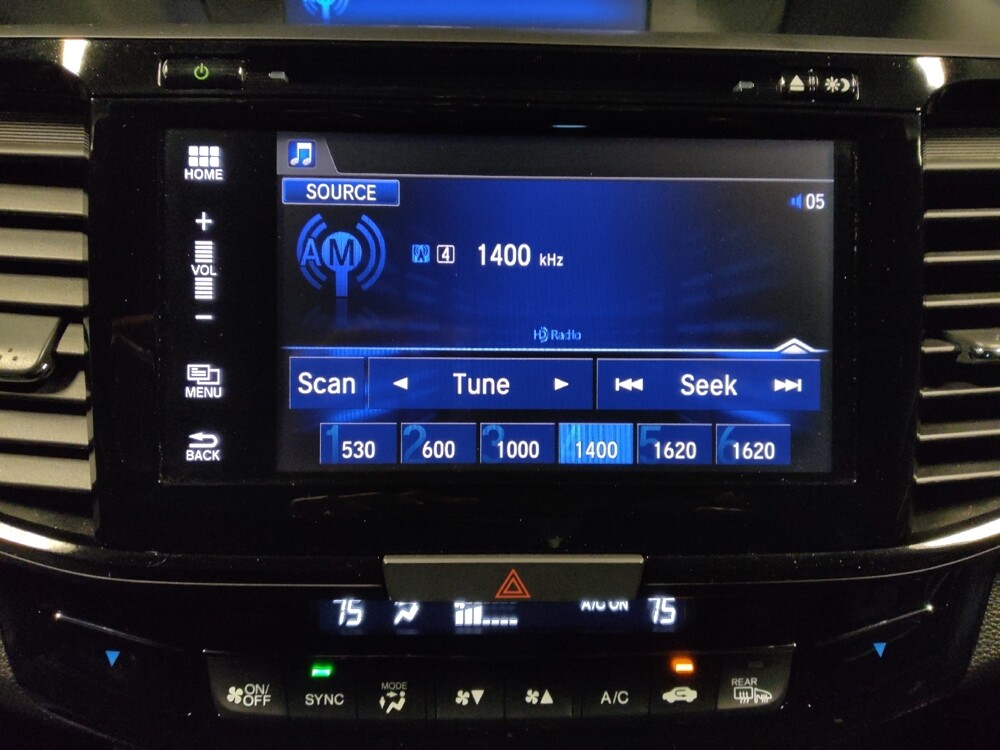 HOME
SOURCE
05
AM
4 1400 kHz
+
VOL
−
HD Radio
Scan Tune Seek
MENU
1 530 2 600 3 1000 4 1400 5 1620 6 1620
BACK
75 A/C ON 75
ON/OFF
SYNC
MODE
A/C
REAR